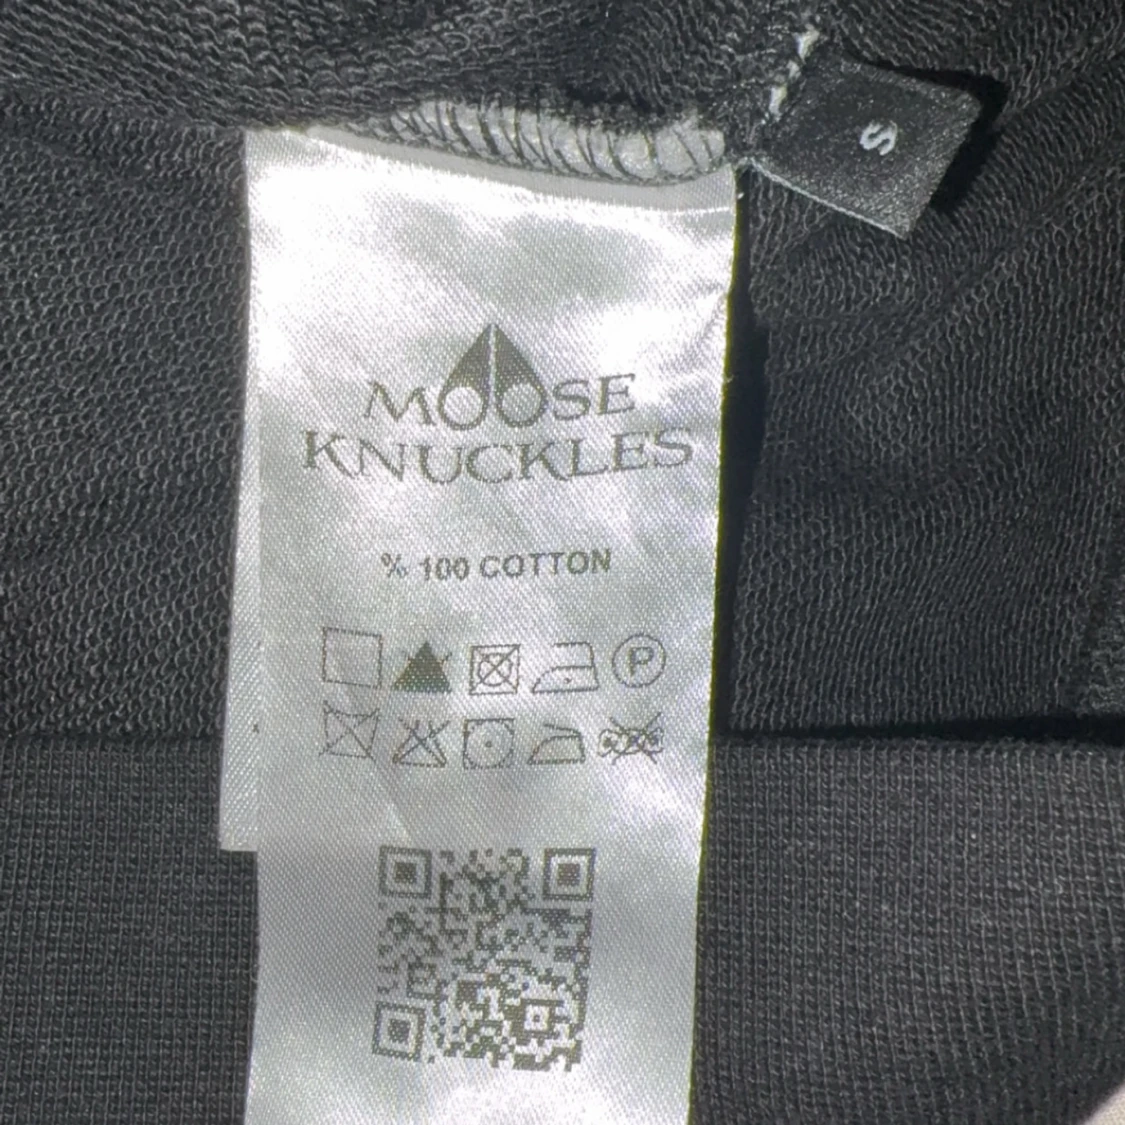 S
MOOSE
KNUCKLES
% 100 COTTON
P